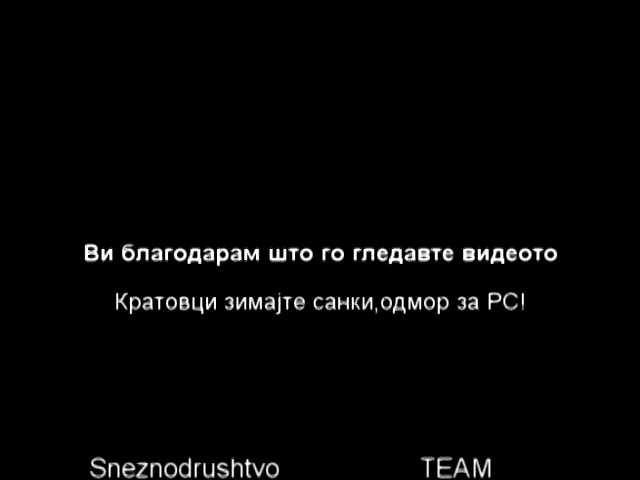 Ви благодарам што го гледавте видеото
Кратовци зимајте санки,одмор за PC!
Sneznodrushtvo TEAM